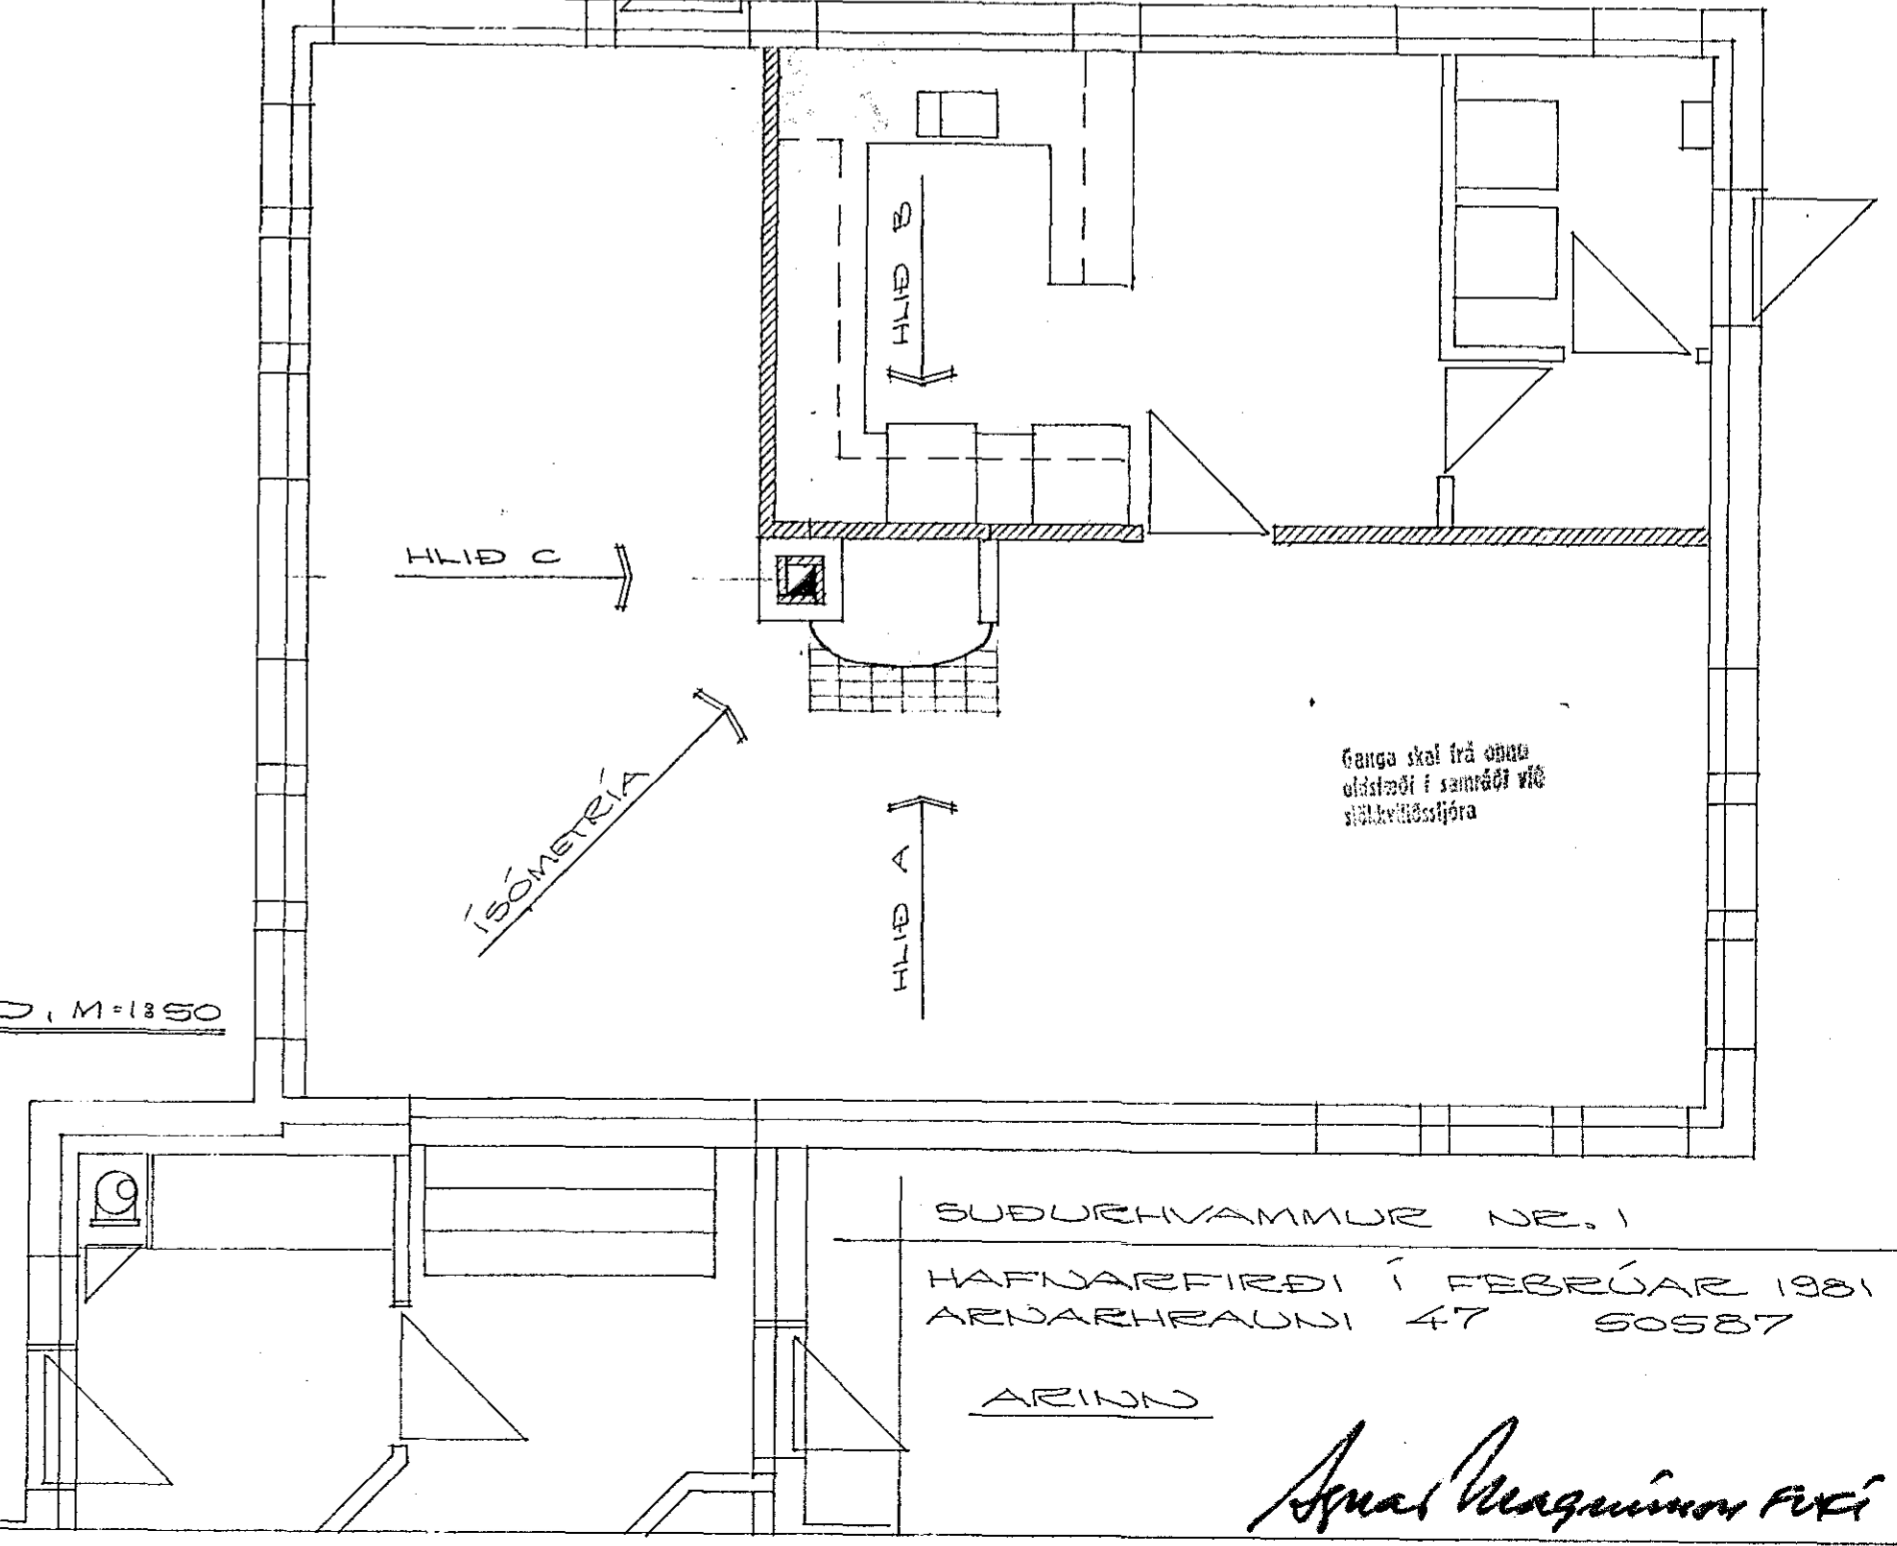 HLIÐ B
HLIÐ C
ÍSÓMETRÍA
HLIÐ A
Ganga skal frá opnu
eldstæði í samráði við
slökkviliðsstjóra
D, M=1:50
SUÐURHVAMMUR NR. 1
HAFNARFIRÐI Í FEBRÚAR 1981
ARNARHRAUNI 47 50587
ARINN